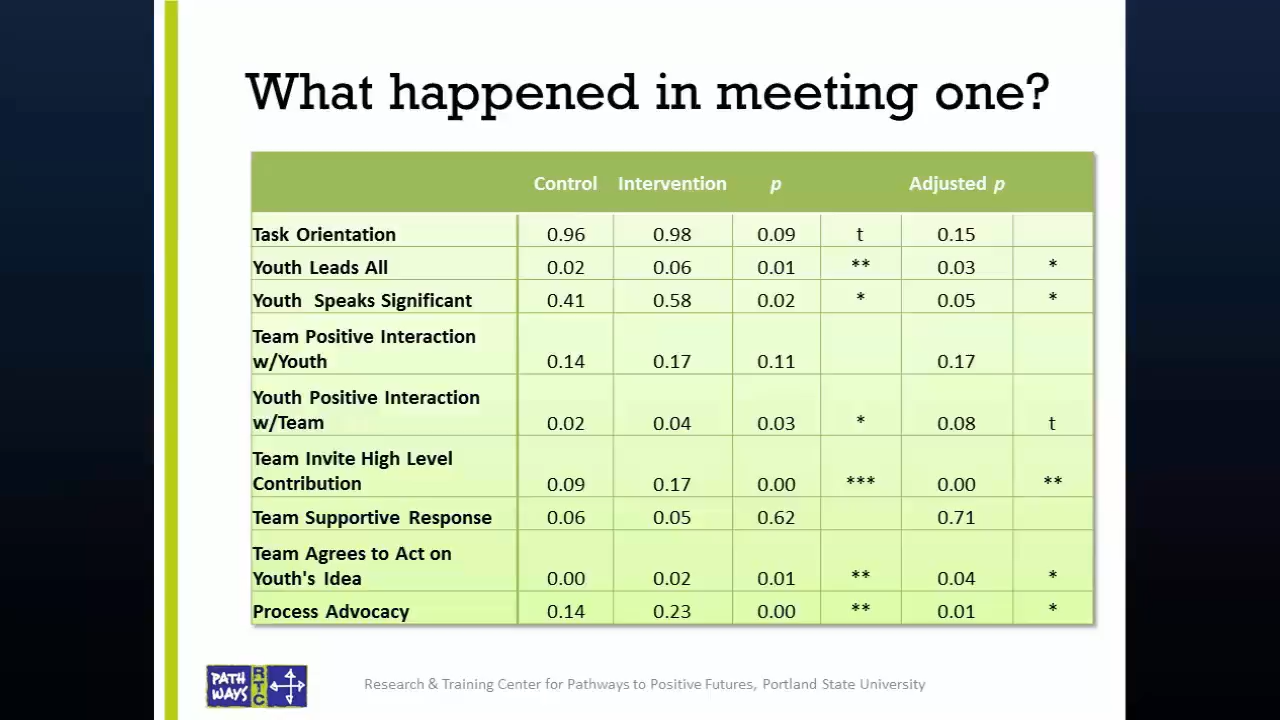 What happened in meeting one?
Control Intervention p Adjusted p
Task Orientation 0.96 0.98 0.09 t 0.15
Youth Leads All 0.02 0.06 0.01 ** 0.03 *
Youth Speaks Significant 0.41 0.58 0.02 * 0.05 *
Team Positive Interaction
w/Youth 0.14 0.17 0.11 0.17
Youth Positive Interaction
w/Team 0.02 0.04 0.03 * 0.08 t
Team Invite High Level
Contribution 0.09 0.17 0.00 *** 0.00 **
Team Supportive Response 0.06 0.05 0.62 0.71
Team Agrees to Act on
Youth's Idea 0.00 0.02 0.01 ** 0.04 *
Process Advocacy 0.14 0.23 0.00 ** 0.01 *
PATH
WAYS
RTC
Research & Training Center for Pathways to Positive Futures, Portland State University